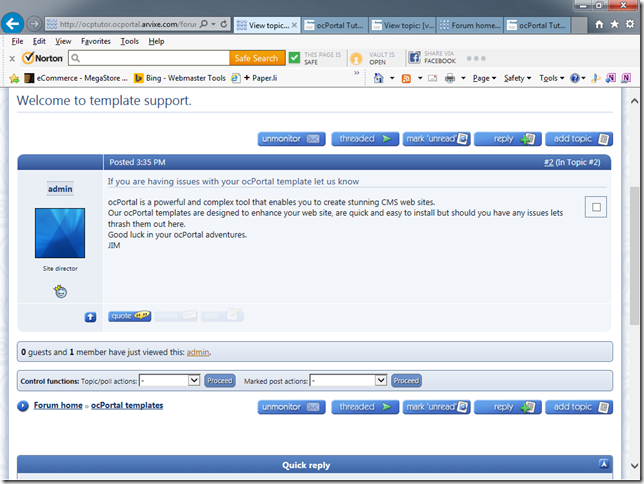 http://ocptutor.ocportal.arvixe.com/foru
View topic...
ocPortal Tut...
View topic: [v...
Forum home...
ocPortal Tut...
File Edit View Favorites Tools Help
Norton
Safe Search
THIS PAGE IS SAFE
VAULT IS OPEN
SHARE VIA FACEBOOK
eCommerce - MegaStore ...
Bing - Webmaster Tools
+ Paper.li
Page
Safety
Tools
Welcome to template support.
unmonitor
threaded
mark 'unread'
reply
add topic
Posted 3:35 PM
#2 (In Topic #2)
admin
If you are having issues with your ocPortal template let us know
ocPortal is a powerful and complex tool that enables you to create stunning CMS web sites.
Our ocPortal templates are designed to enhance your web site, are quick and easy to install but should you have any issues lets
thrash them out here.
Good luck in your ocPortal adventures.
JIM
Site director
quote
0 guests and 1 member have just viewed this: admin.
Control functions: Topic/poll actions: - Proceed Marked post actions: - Proceed
Forum home » ocPortal templates
unmonitor
threaded
mark 'unread'
reply
add topic
Quick reply